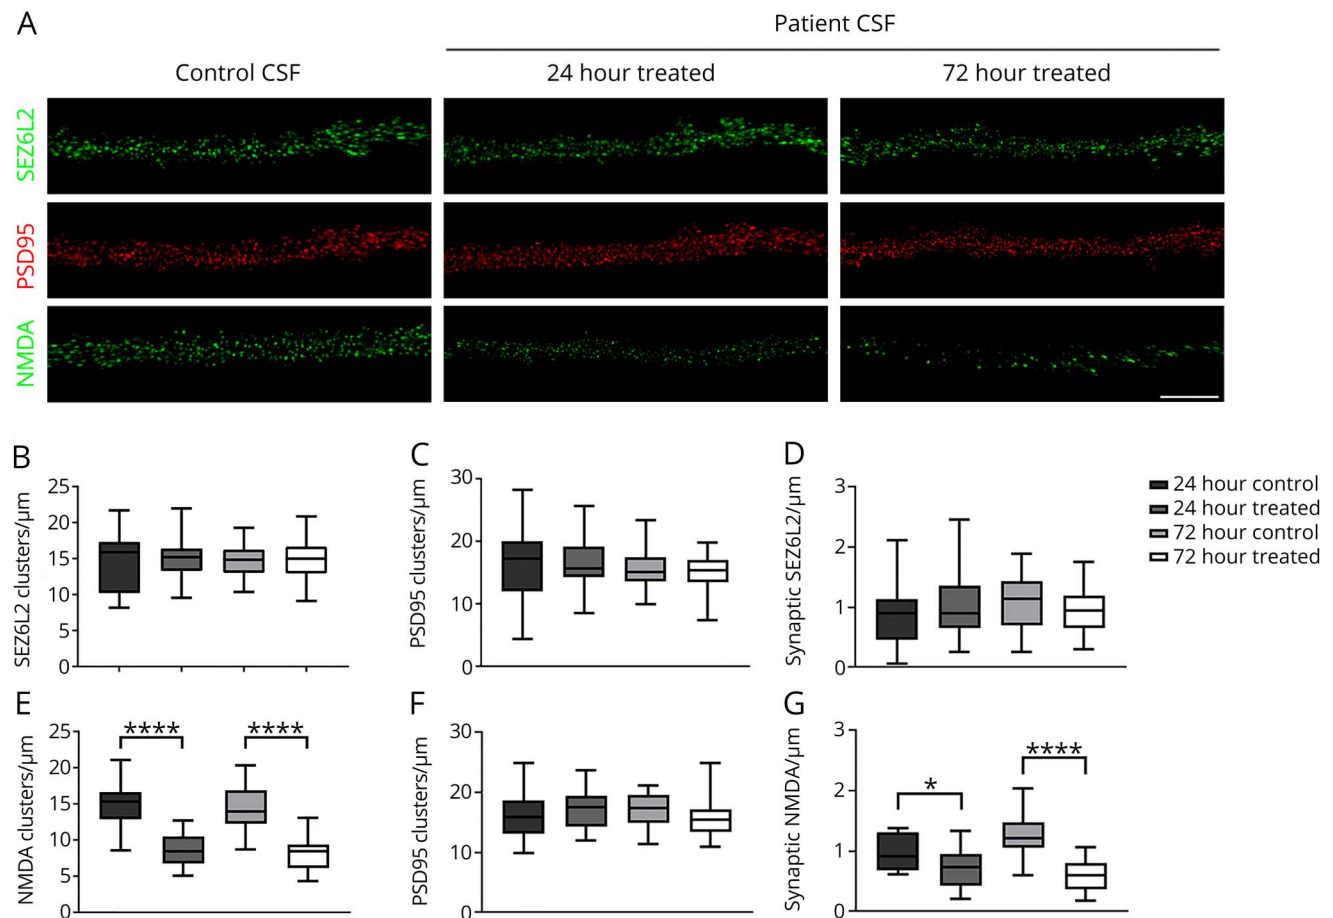 A
Patient CSF
Control CSF
24 hour treated
72 hour treated
SEZ6L2
PSD95
NMDA
B
SEZ6L2 clusters/µm
25
20
15
10
5
0
C
PSD95 clusters/µm
30
20
10
0
D
Synaptic SEZ6L2/µm
3
2
1
0
24 hour control
24 hour treated
72 hour control
72 hour treated
E
NMDA clusters/µm
25
20
15
10
5
0
****
****
F
PSD95 clusters/µm
30
20
10
0
G
Synaptic NMDA/µm
3
2
1
0
*
****